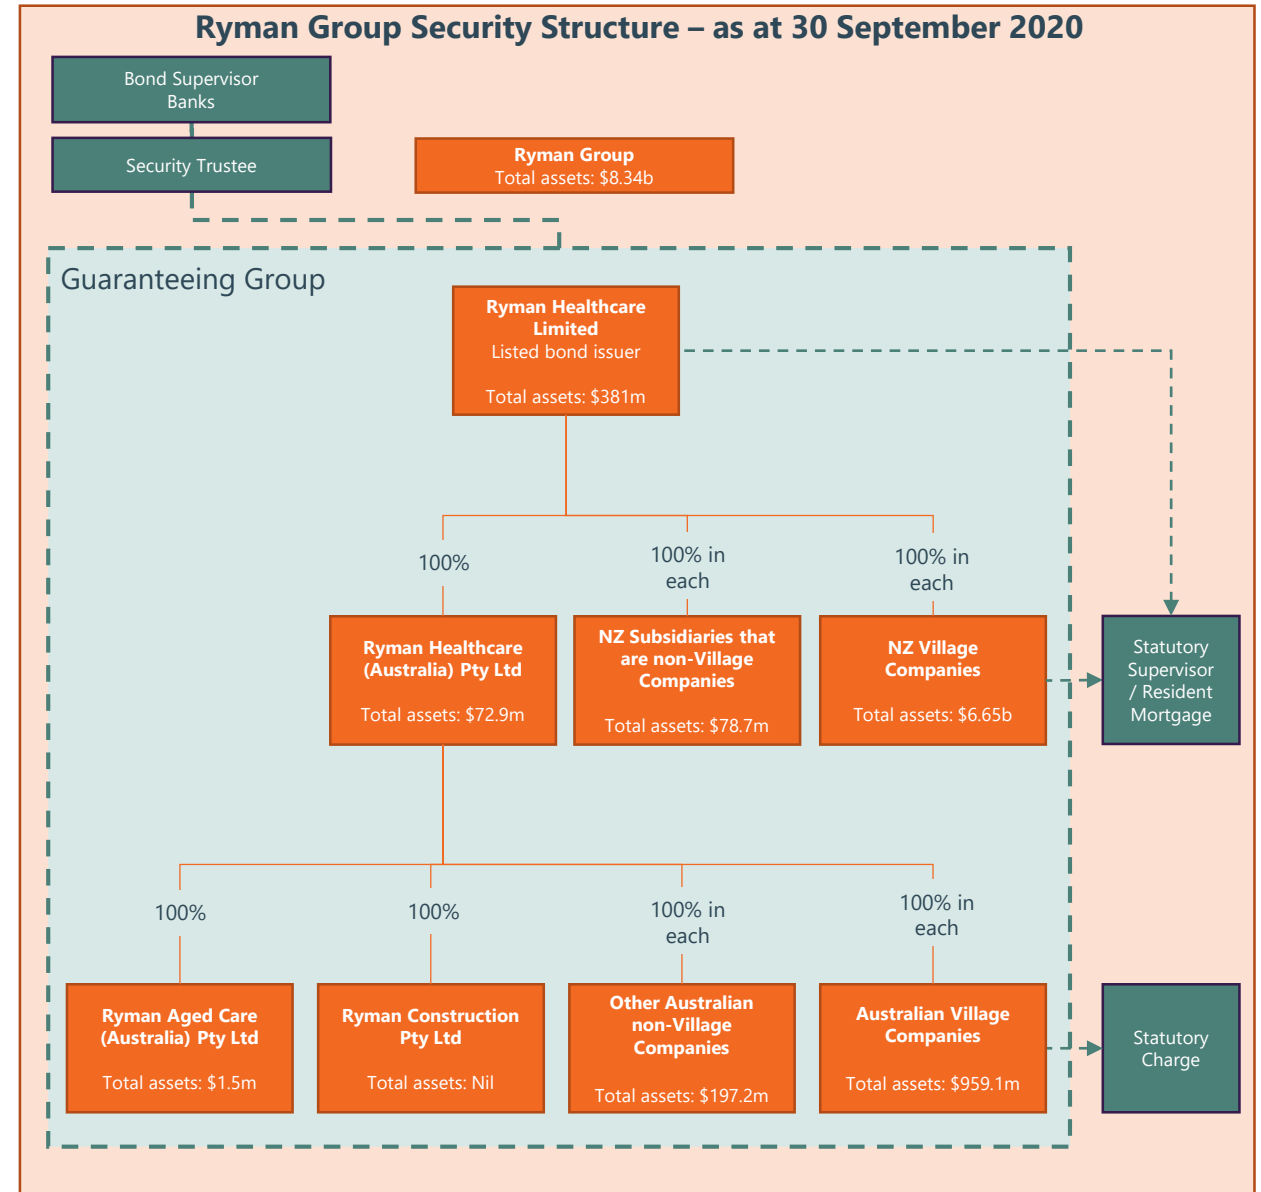 Ryman Group Security Structure – as at 30 September 2020
Bond Supervisor
Banks
Security Trustee
Ryman Group
Total assets: $8.34b
Guaranteeing Group
Ryman Healthcare
Limited
Listed bond issuer
Total assets: $381m
100%
100% in
each
100% in
each
Ryman Healthcare
(Australia) Pty Ltd
Total assets: $72.9m
NZ Subsidiaries that
are non-Village
Companies
Total assets: $78.7m
NZ Village
Companies
Total assets: $6.65b
Statutory
Supervisor
/ Resident
Mortgage
100%
100%
100% in
each
100% in
each
Ryman Aged Care
(Australia) Pty Ltd
Total assets: $1.5m
Ryman Construction
Pty Ltd
Total assets: Nil
Other Australian
non-Village
Companies
Total assets: $197.2m
Australian Village
Companies
Total assets: $959.1m
Statutory
Charge